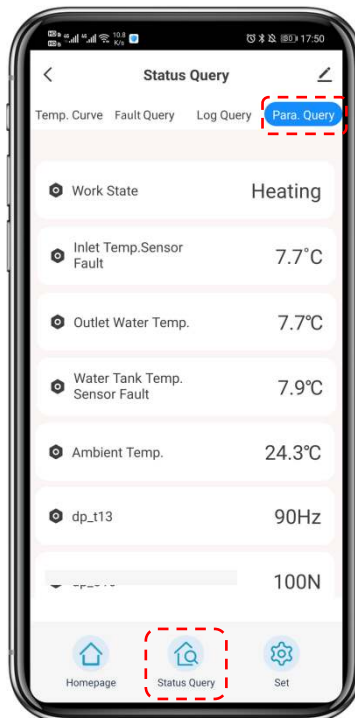 10.8
K/s
17:50
Status Query
Temp. Curve Fault Query Log Query Para. Query
Work State Heating
Inlet Temp.Sensor
Fault
7.7°C
Outlet Water Temp. 7.7℃
Water Tank Temp.
Sensor Fault
7.9℃
Ambient Temp. 24.3℃
dp_t13 90Hz
100N
Homepage Status Query Set